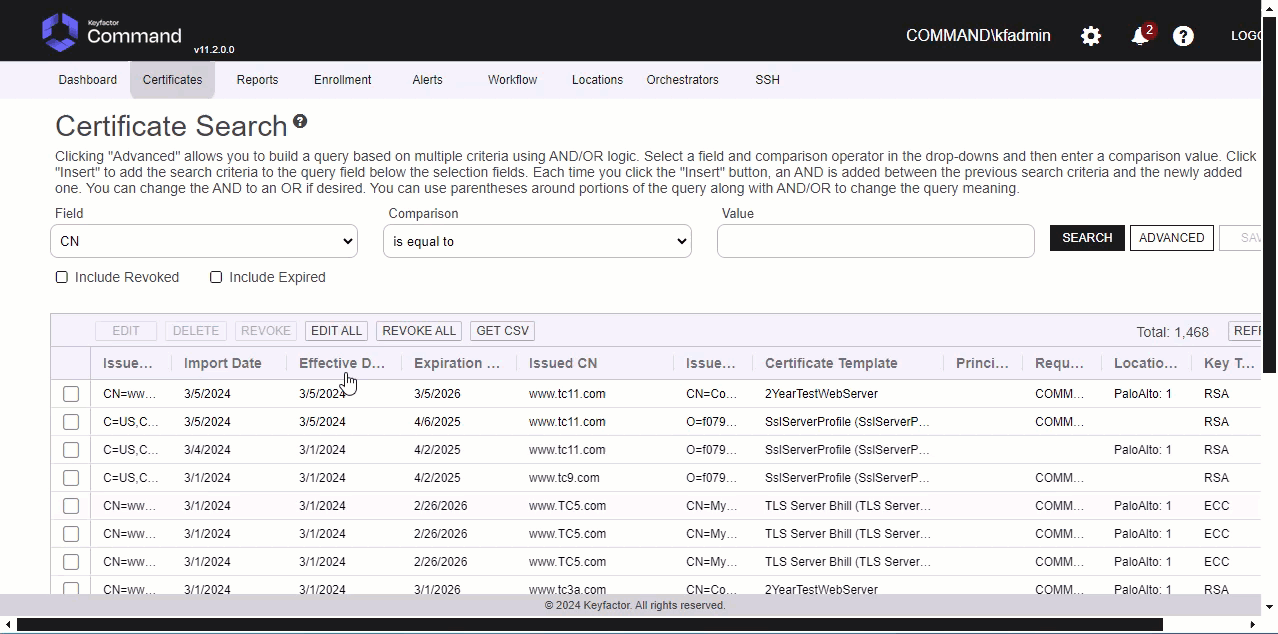 Keyfactor
Command
v11.2.0.0
COMMAND\kfadmin
2
?
LOGO
Dashboard Certificates Reports Enrollment Alerts Workflow Locations Orchestrators SSH
Certificate Search ?
Clicking "Advanced" allows you to build a query based on multiple criteria using AND/OR logic. Select a field and comparison operator in the drop-downs and then enter a comparison value. Click
"Insert" to add the search criteria to the query field below the selection fields. Each time you click the "Insert" button, an AND is added between the previous search criteria and the newly added
one. You can change the AND to an OR if desired. You can use parentheses around portions of the query along with AND/OR to change the query meaning.
Field Comparison Value
CN is equal to SEARCH ADVANCED SAV
Include Revoked Include Expired
EDIT DELETE REVOKE EDIT ALL REVOKE ALL GET CSV Total: 1,468 REFR
Issue... Import Date Effective D... Expiration ... Issued CN Issue... Certificate Template Princi... Requ... Locatio... Key T...
CN=ww... 3/5/2024 3/5/2024 3/5/2026 www.tc11.com CN=Co... 2YearTestWebServer COMM... PaloAlto: 1 RSA
C=US,C... 3/5/2024 3/5/2024 4/6/2025 www.tc11.com O=f079... SslServerProfile (SslServerP... COMM... RSA
C=US,C... 3/4/2024 3/1/2024 4/2/2025 www.tc11.com O=f079... SslServerProfile (SslServerP... PaloAlto: 1 RSA
C=US,C... 3/1/2024 3/1/2024 4/2/2025 www.tc9.com O=f079... SslServerProfile (SslServerP... COMM... RSA
CN=ww... 3/1/2024 3/1/2024 2/26/2026 www.TC5.com CN=My... TLS Server Bhill (TLS Server... COMM... PaloAlto: 1 ECC
CN=ww... 3/1/2024 3/1/2024 2/26/2026 www.TC5.com CN=My... TLS Server Bhill (TLS Server... COMM... PaloAlto: 1 ECC
CN=ww... 3/1/2024 3/1/2024 2/26/2026 www.TC5.com CN=My... TLS Server Bhill (TLS Server... COMM... PaloAlto: 1 ECC
CN=ww... 3/1/2024 3/1/2024 3/1/2026 www.tc3a.com CN=Co... 2YearTestWebServer COMM... PaloAlto: 1 RSA
© 2024 Keyfactor. All rights reserved.